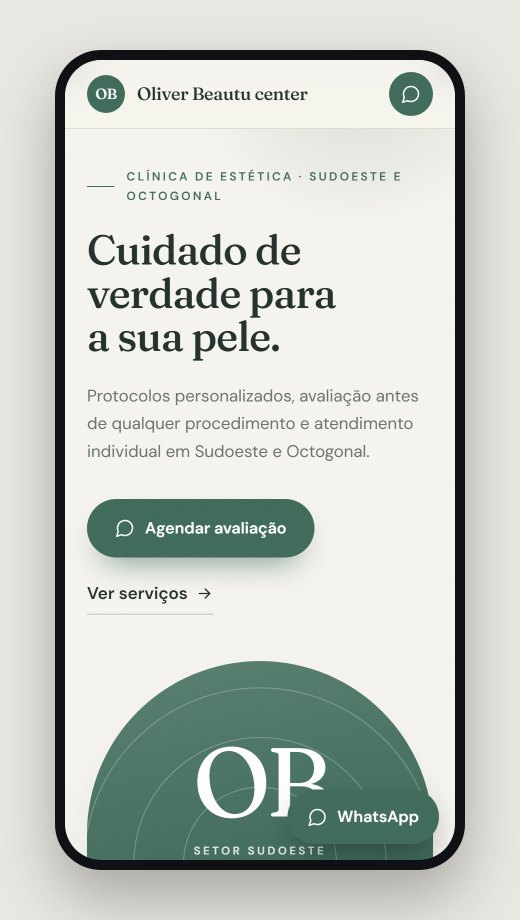 OB Oliver Beautu center
CLÍNICA DE ESTÉTICA · SUDOESTE E
OCTOGONAL
Cuidado de
verdade para
a sua pele.
Protocolos personalizados, avaliação antes
de qualquer procedimento e atendimento
individual em Sudoeste e Octogonal.
Agendar avaliação
Ver serviços →
OB
WhatsApp
SETOR SUDOESTE